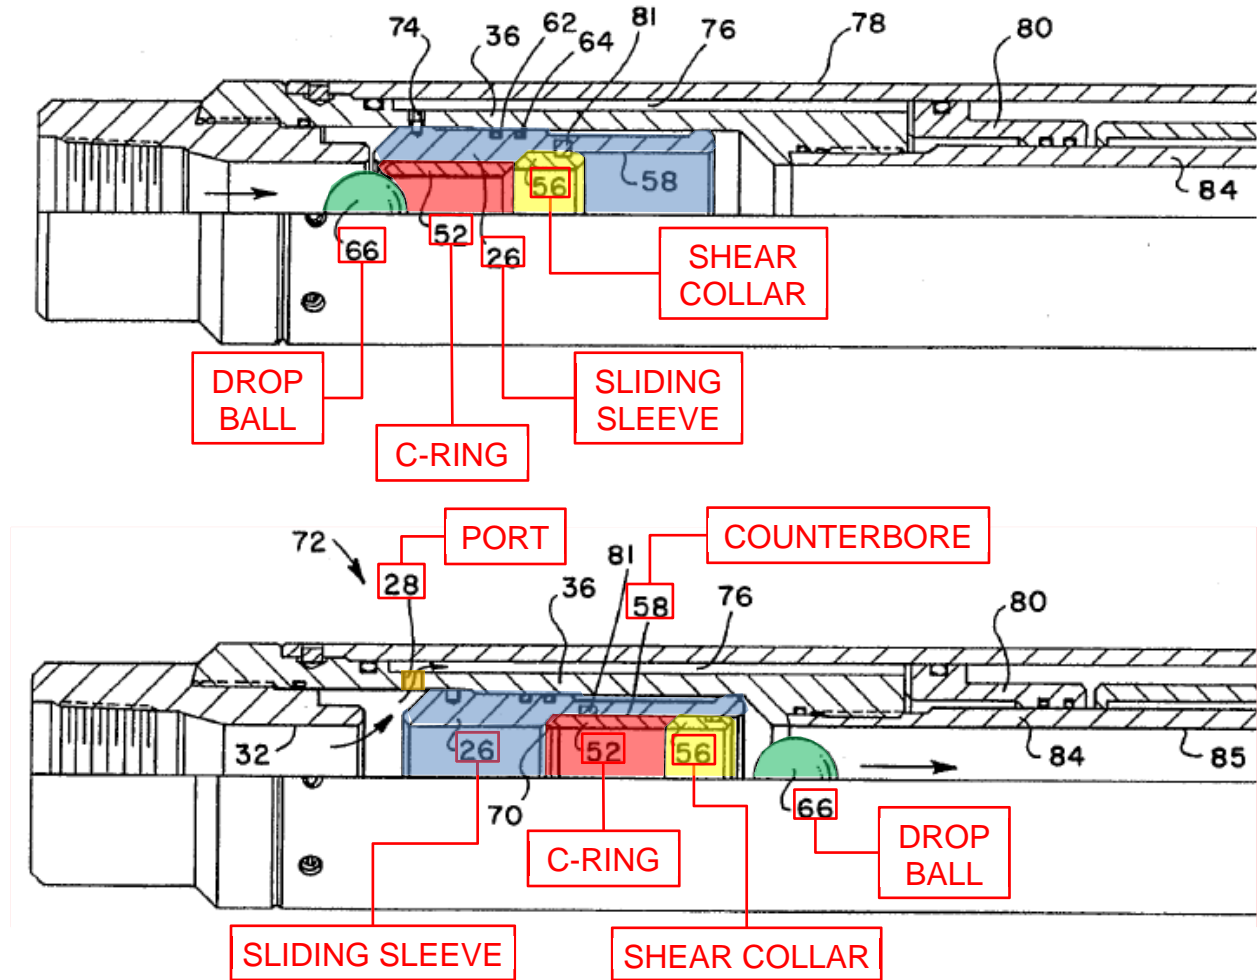 74
36
62
64
81
76
78
80
56
58
84
66
52
26
SHEAR
COLLAR
DROP
BALL
C-RING
SLIDING
SLEEVE
72
PORT
COUNTERBORE
28
36
81
58
76
80
32
26
52
56
84
85
70
66
C-RING
DROP
BALL
SLIDING SLEEVE
SHEAR COLLAR